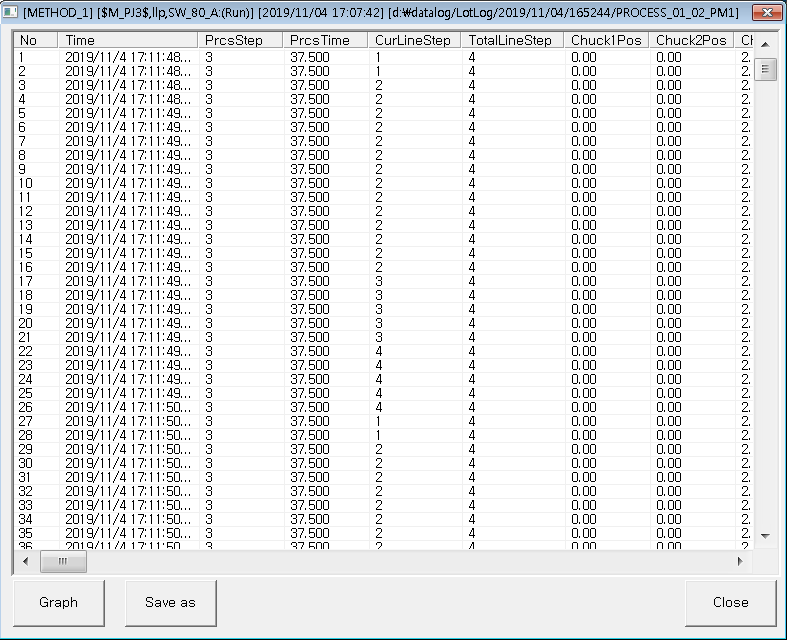 [METHOD_1] [$M_PJ3$,llp,SW_80_A:(Run)] [2019/11/04 17:07:42] [d:₩datalog/LotLog/2019/11/04/165244/PROCESS_01_02_PM1]
No Time PrcsStep PrcsTime CurLineStep TotalLineStep Chuck1Pos Chuck2Pos Ch
1 2019/11/4 17:11:48... 3 37.500 1 4 0.00 0.00 2.
2 2019/11/4 17:11:48... 3 37.500 1 4 0.00 0.00 2.
3 2019/11/4 17:11:48... 3 37.500 2 4 0.00 0.00 2.
4 2019/11/4 17:11:48... 3 37.500 2 4 0.00 0.00 2.
5 2019/11/4 17:11:49... 3 37.500 2 4 0.00 0.00 2.
6 2019/11/4 17:11:49... 3 37.500 2 4 0.00 0.00 2.
7 2019/11/4 17:11:49... 3 37.500 2 4 0.00 0.00 2.
8 2019/11/4 17:11:49... 3 37.500 2 4 0.00 0.00 2.
9 2019/11/4 17:11:49... 3 37.500 2 4 0.00 0.00 2.
10 2019/11/4 17:11:49... 3 37.500 2 4 0.00 0.00 2.
11 2019/11/4 17:11:49... 3 37.500 2 4 0.00 0.00 2.
12 2019/11/4 17:11:49... 3 37.500 2 4 0.00 0.00 2.
13 2019/11/4 17:11:49... 3 37.500 2 4 0.00 0.00 2.
14 2019/11/4 17:11:49... 3 37.500 2 4 0.00 0.00 2.
15 2019/11/4 17:11:49... 3 37.500 2 4 0.00 0.00 2.
16 2019/11/4 17:11:49... 3 37.500 2 4 0.00 0.00 2.
17 2019/11/4 17:11:49... 3 37.500 3 4 0.00 0.00 2.
18 2019/11/4 17:11:49... 3 37.500 3 4 0.00 0.00 2.
19 2019/11/4 17:11:49... 3 37.500 3 4 0.00 0.00 2.
20 2019/11/4 17:11:49... 3 37.500 3 4 0.00 0.00 2.
21 2019/11/4 17:11:49... 3 37.500 3 4 0.00 0.00 2.
22 2019/11/4 17:11:49... 3 37.500 4 4 0.00 0.00 2.
23 2019/11/4 17:11:49... 3 37.500 4 4 0.00 0.00 2.
24 2019/11/4 17:11:49... 3 37.500 4 4 0.00 0.00 2.
25 2019/11/4 17:11:49... 3 37.500 4 4 0.00 0.00 2.
26 2019/11/4 17:11:50... 3 37.500 4 4 0.00 0.00 2.
27 2019/11/4 17:11:50... 3 37.500 1 4 0.00 0.00 2.
28 2019/11/4 17:11:50... 3 37.500 1 4 0.00 0.00 2.
29 2019/11/4 17:11:50... 3 37.500 2 4 0.00 0.00 2.
30 2019/11/4 17:11:50... 3 37.500 2 4 0.00 0.00 2.
31 2019/11/4 17:11:50... 3 37.500 2 4 0.00 0.00 2.
32 2019/11/4 17:11:50... 3 37.500 2 4 0.00 0.00 2.
33 2019/11/4 17:11:50... 3 37.500 2 4 0.00 0.00 2.
34 2019/11/4 17:11:50... 3 37.500 2 4 0.00 0.00 2.
35 2019/11/4 17:11:50... 3 37.500 2 4 0.00 0.00 2.
36 2019/11/4 17:11:50... 3 37.500 2 4 0.00 0.00 2.
Graph Save as Close